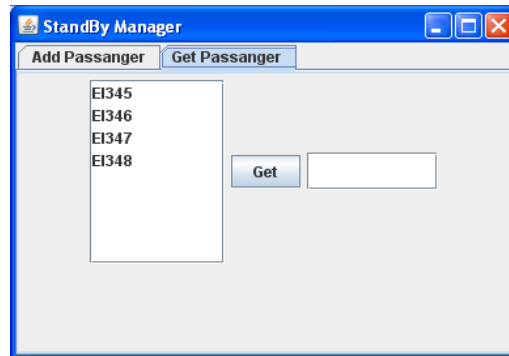 StandBy Manager
Add Passanger Get Passanger
EI345
EI346
EI347
EI348
Get